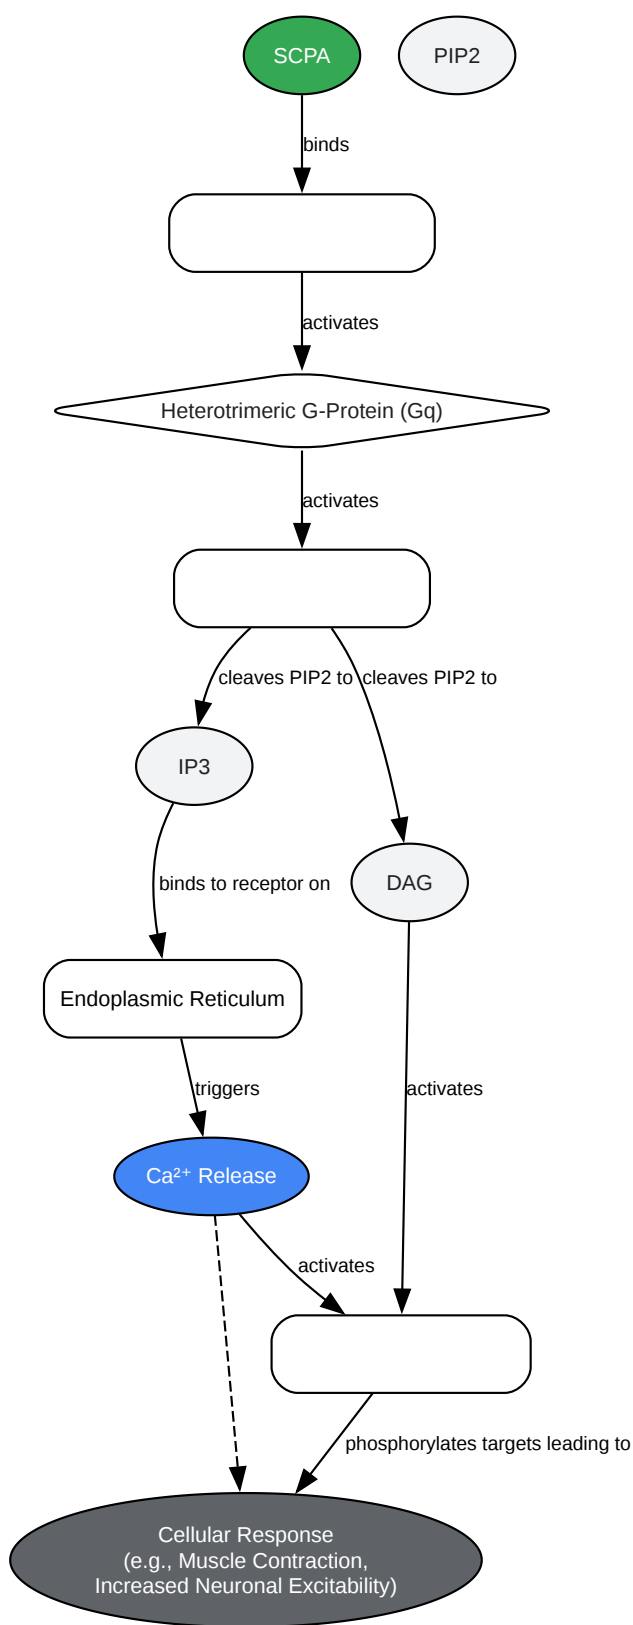 SCPA
PIP2
binds
activates
Heterotrimeric G-Protein (Gq)
activates
cleaves PIP2 to
cleaves PIP2 to
IP3
DAG
binds to receptor on
Endoplasmic Reticulum
triggers
activates
Ca²⁺ Release
activates
phosphorylates targets leading to
Cellular Response
(e.g., Muscle Contraction,
Increased Neuronal Excitability)